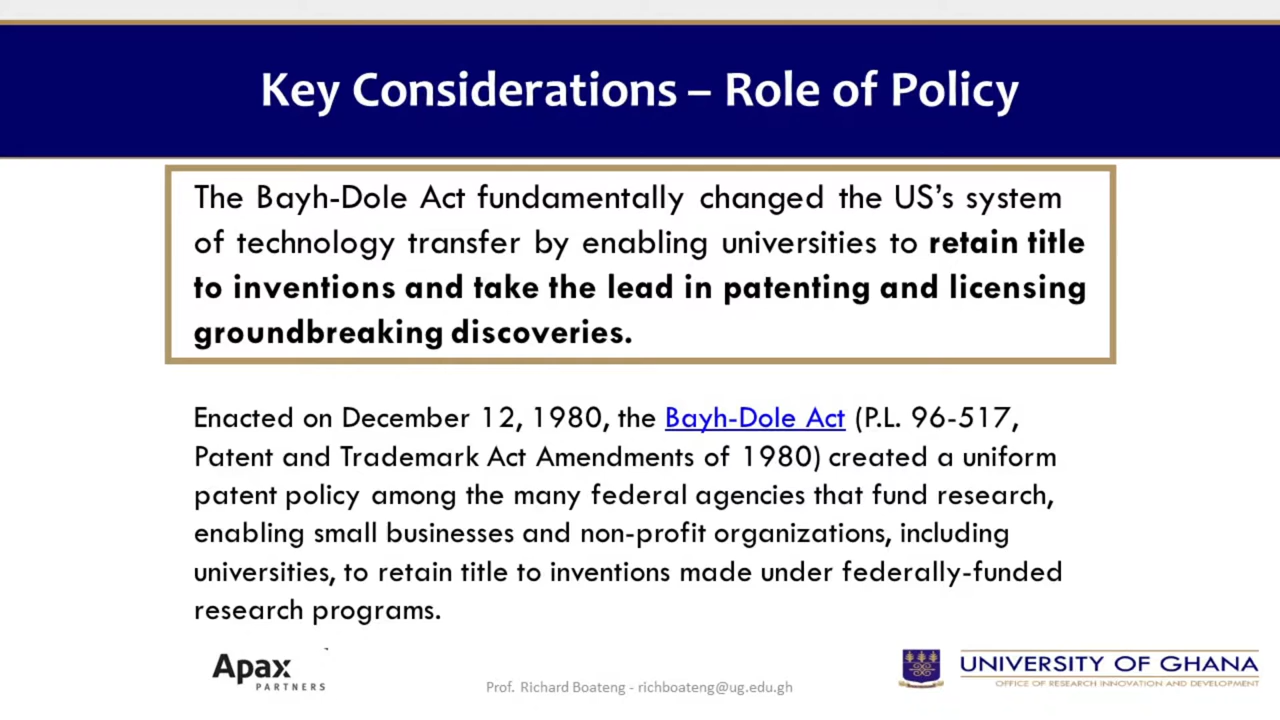 Key Considerations – Role of Policy
The Bayh-Dole Act fundamentally changed the US’s system
of technology transfer by enabling universities to retain title
to inventions and take the lead in patenting and licensing
groundbreaking discoveries.
Enacted on December 12, 1980, the Bayh-Dole Act (P.L. 96-517,
Patent and Trademark Act Amendments of 1980) created a uniform
patent policy among the many federal agencies that fund research,
enabling small businesses and non-profit organizations, including
universities, to retain title to inventions made under federally-funded
research programs.
Apax
PARTNERS
Prof. Richard Boateng - richboateng@ug.edu.gh
UNIVERSITY OF GHANA
OFFICE OF RESEARCH INNOVATION AND DEVELOPMENT